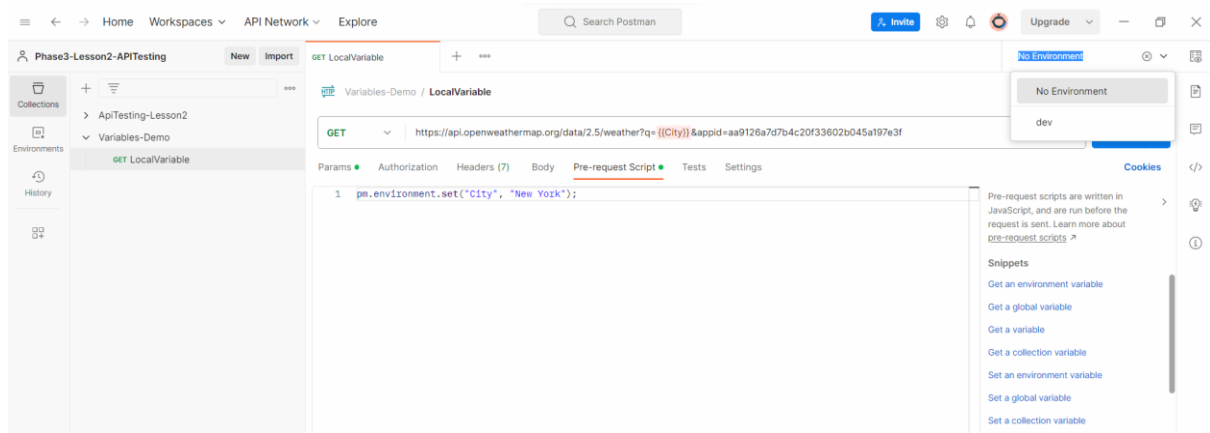 Home Workspaces API Network Explore Search Postman Invite Upgrade
Phase3-Lesson2-APITesting New Import GET LocalVariable No Environment
Collections
Environments
History
ApiTesting-Lesson2
Variables-Demo
GET LocalVariable
HTTP Variables-Demo / LocalVariable
No Environment
dev
GET https://api.openweathermap.org/data/2.5/weather?q={{City}}&appid=aa9126a7d7b4c20f33602b045a197e3f
Params Authorization Headers (7) Body Pre-request Script Tests Settings Cookies
1 pm.environment.set("City", "New York");
Pre-request scripts are written in
JavaScript, and are run before the
request is sent. Learn more about
pre-request scripts
Snippets
Get an environment variable
Get a global variable
Get a variable
Get a collection variable
Set an environment variable
Set a global variable
Set a collection variable